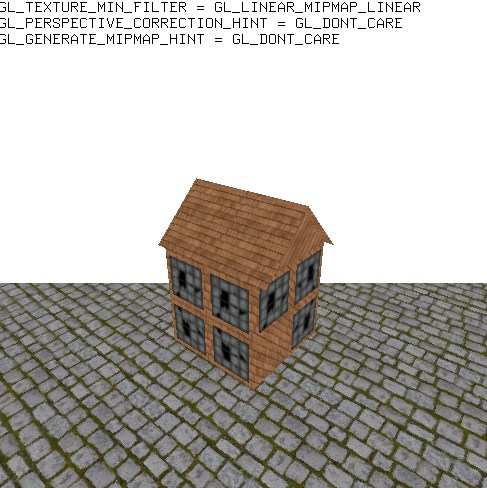 GL_TEXTURE_MIN_FILTER = GL_LINEAR_MIPMAP_LINEAR
GL_PERSPECTIVE_CORRECTION_HINT = GL_DONT_CARE
GL_GENERATE_MIPMAP_HINT = GL_DONT_CARE